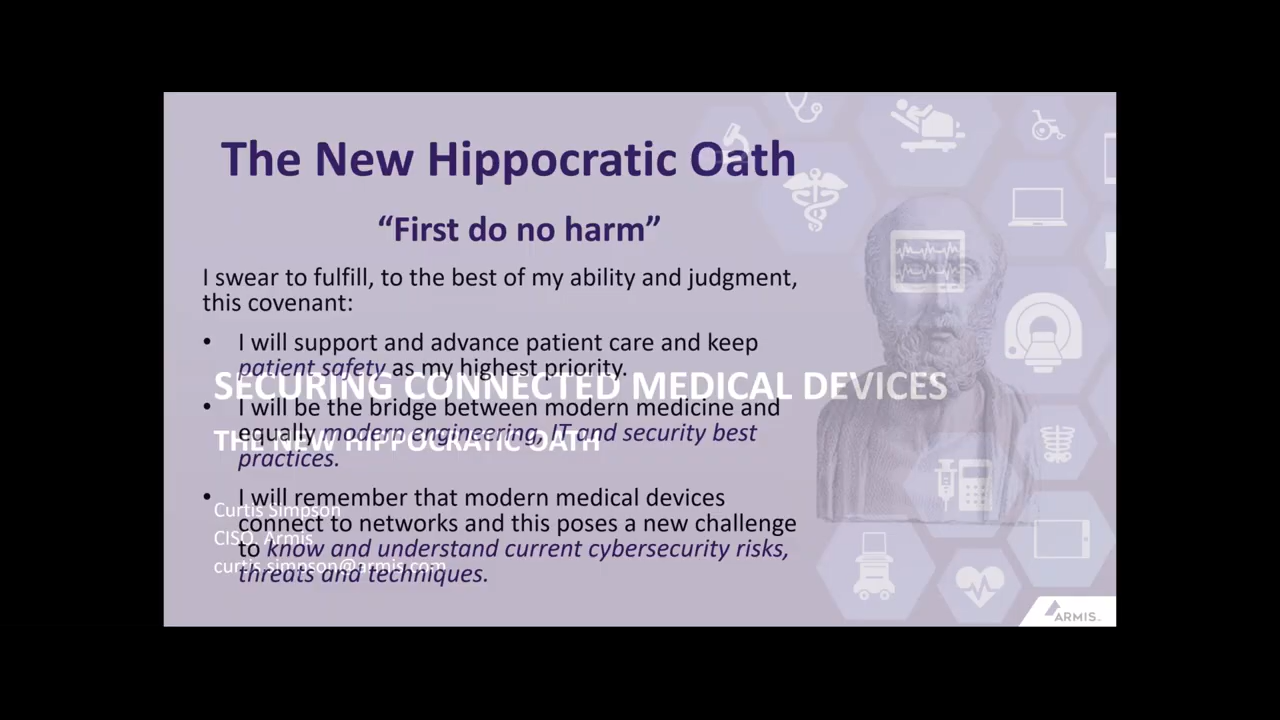 The New Hippocratic Oath
“First do no harm”
I swear to fulfill, to the best of my ability and judgment,
this covenant:
• I will support and advance patient care and keep
patient safety as my highest priority.
SECURING CONNECTED MEDICAL DEVICES
• I will be the bridge between modern medicine and
equally modern engineering, IT and security best
THE NEW HIPPOCRATIC OATH
practices.
• I will remember that modern medical devices
Curtis Simpson
connect to networks and this poses a new challenge
CISO, Armis
to know and understand current cybersecurity risks,
curtis.simpson@armis.com
threats and techniques.
ARMIS